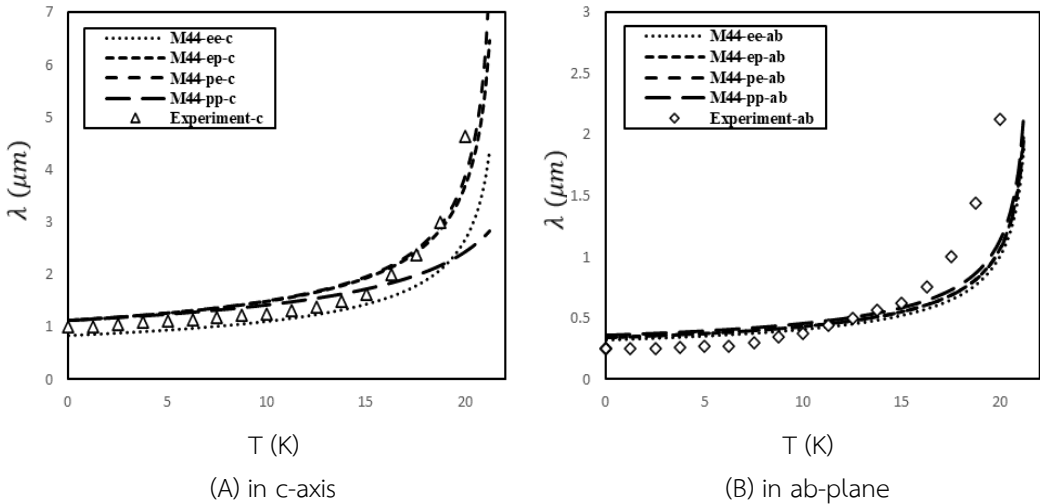 7
6
5
4
3
2
1
0
λ (μm)
M44-ee-c
M44-ep-c
M44-pe-c
M44-pp-c
Experiment-c
0 5 10 15 20
T (K)
(A) in c-axis
3
2.5
2
1.5
1
0.5
0
λ (μm)
M44-ee-ab
M44-ep-ab
M44-pe-ab
M44-pp-ab
Experiment-ab
0 5 10 15 20
T (K)
(B) in ab-plane